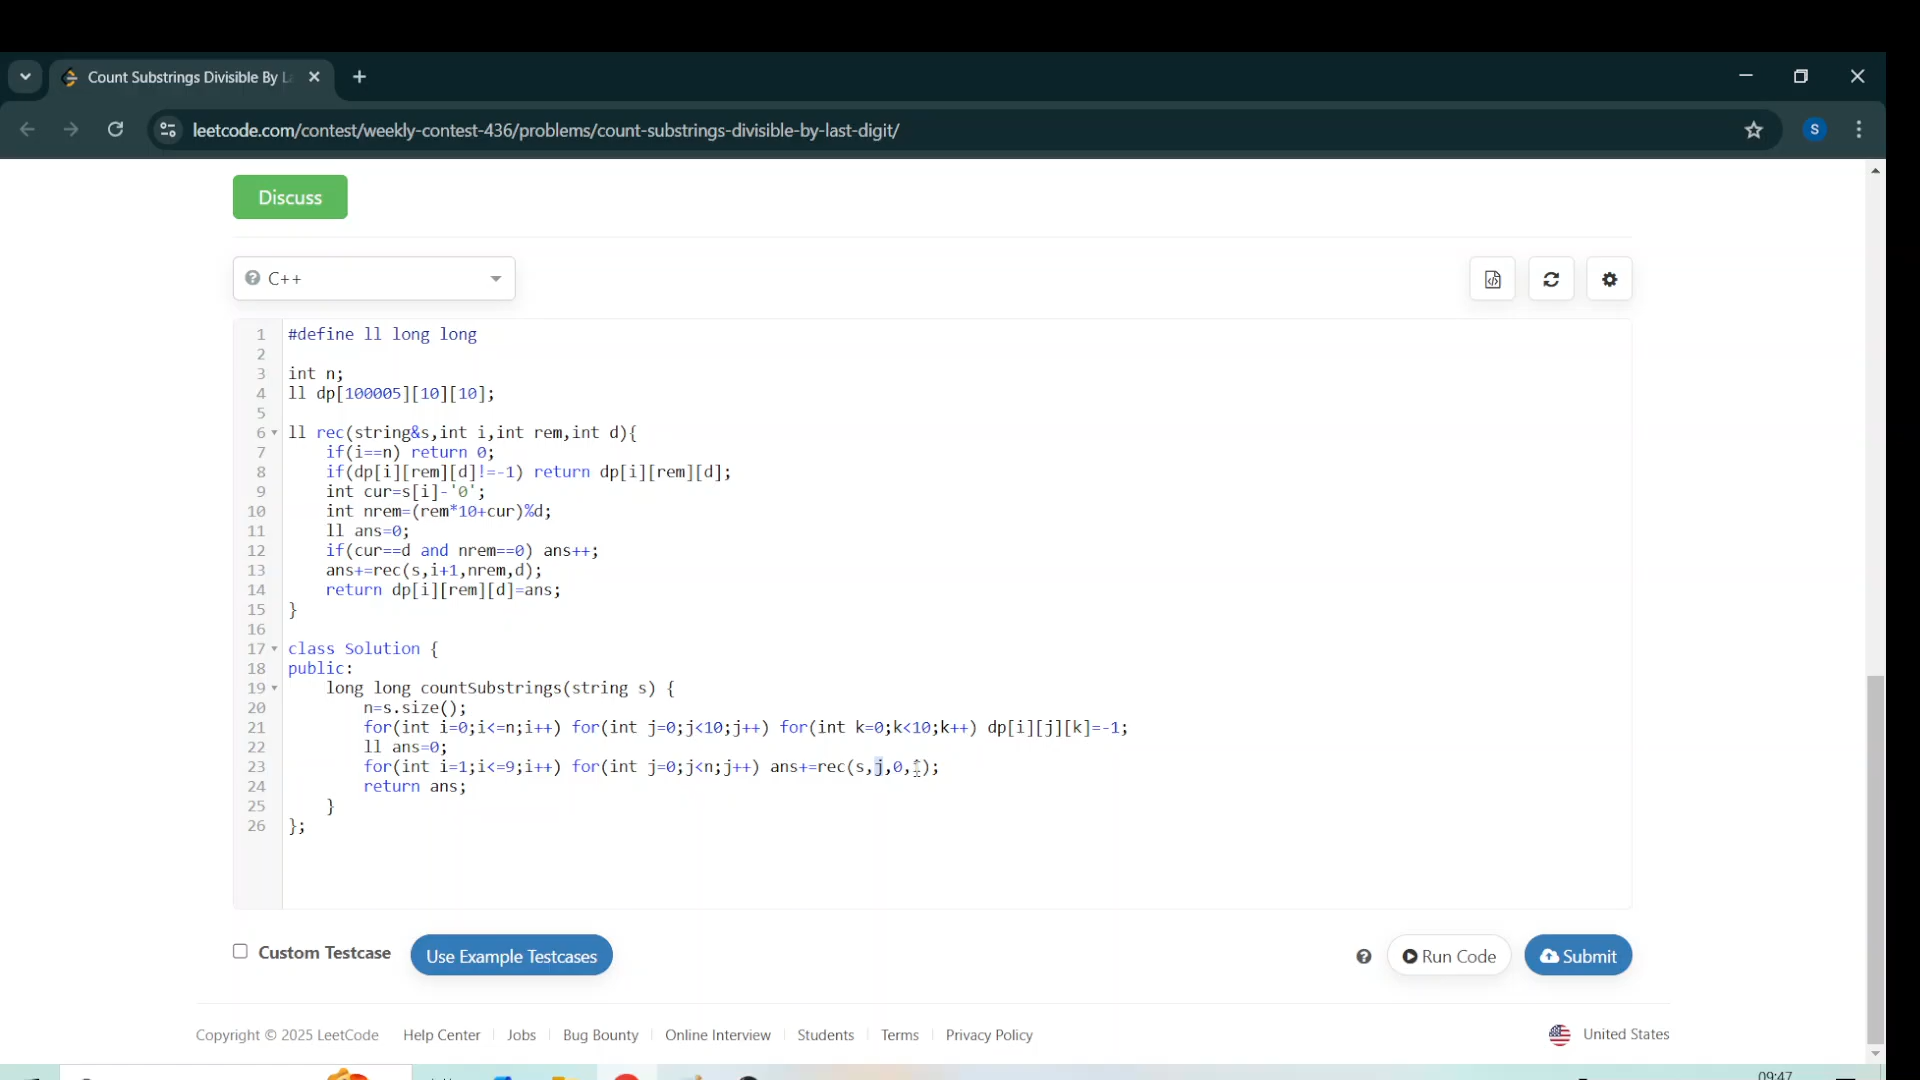 Count Substrings Divisible By La
leetcode.com/contest/weekly-contest-436/problems/count-substrings-divisible-by-last-digit/
S
Discuss
C++
1 #define ll long long
2
3 int n;
4 ll dp[100005][10][10];
5
6 ll rec(string&s,int i,int rem,int d){
7 if(i==n) return 0;
8 if(dp[i][rem][d]!=-1) return dp[i][rem][d];
9 int cur=s[i]-'0';
10 int nrem=(rem*10+cur)%d;
11 ll ans=0;
12 if(cur==d and nrem==0) ans++;
13 ans+=rec(s,i+1,nrem,d);
14 return dp[i][rem][d]=ans;
15 }
16
17 class Solution {
18 public:
19 long long countSubstrings(string s) {
20 n=s.size();
21 for(int i=0;i<=n;i++) for(int j=0;j<10;j++) for(int k=0;k<10;k++) dp[i][j][k]=-1;
22 ll ans=0;
23 for(int i=1;i<=9;i++) for(int j=0;j<n;j++) ans+=rec(s,j,0,i);
24 return ans;
25 }
26 };
Custom Testcase
Use Example Testcases
Run Code
Submit
Copyright © 2025 LeetCode
Help Center
Jobs
Bug Bounty
Online Interview
Students
Terms
Privacy Policy
United States
09:47